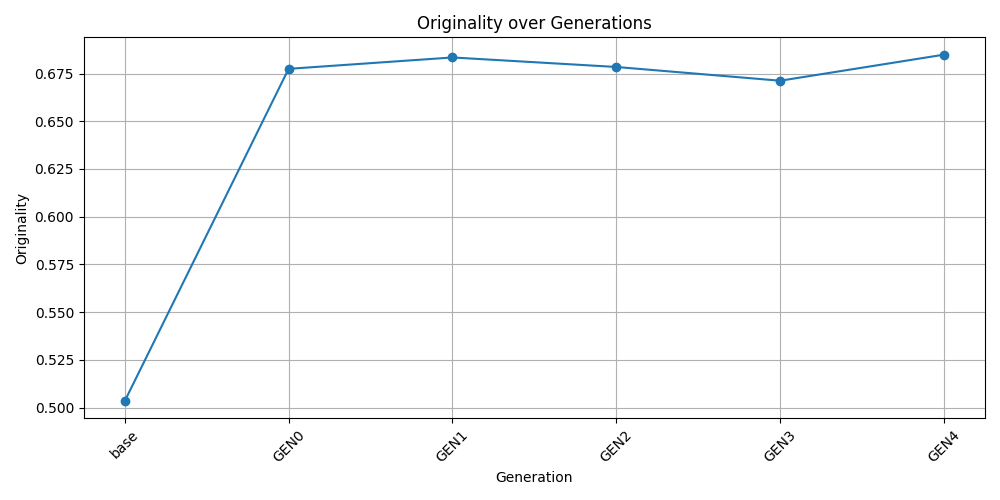 Originality over Generations
0.675
0.650
0.625
0.600
0.575
0.550
0.525
0.500
Originality
base
GEN0
GEN1
GEN2
GEN3
GEN4
Generation